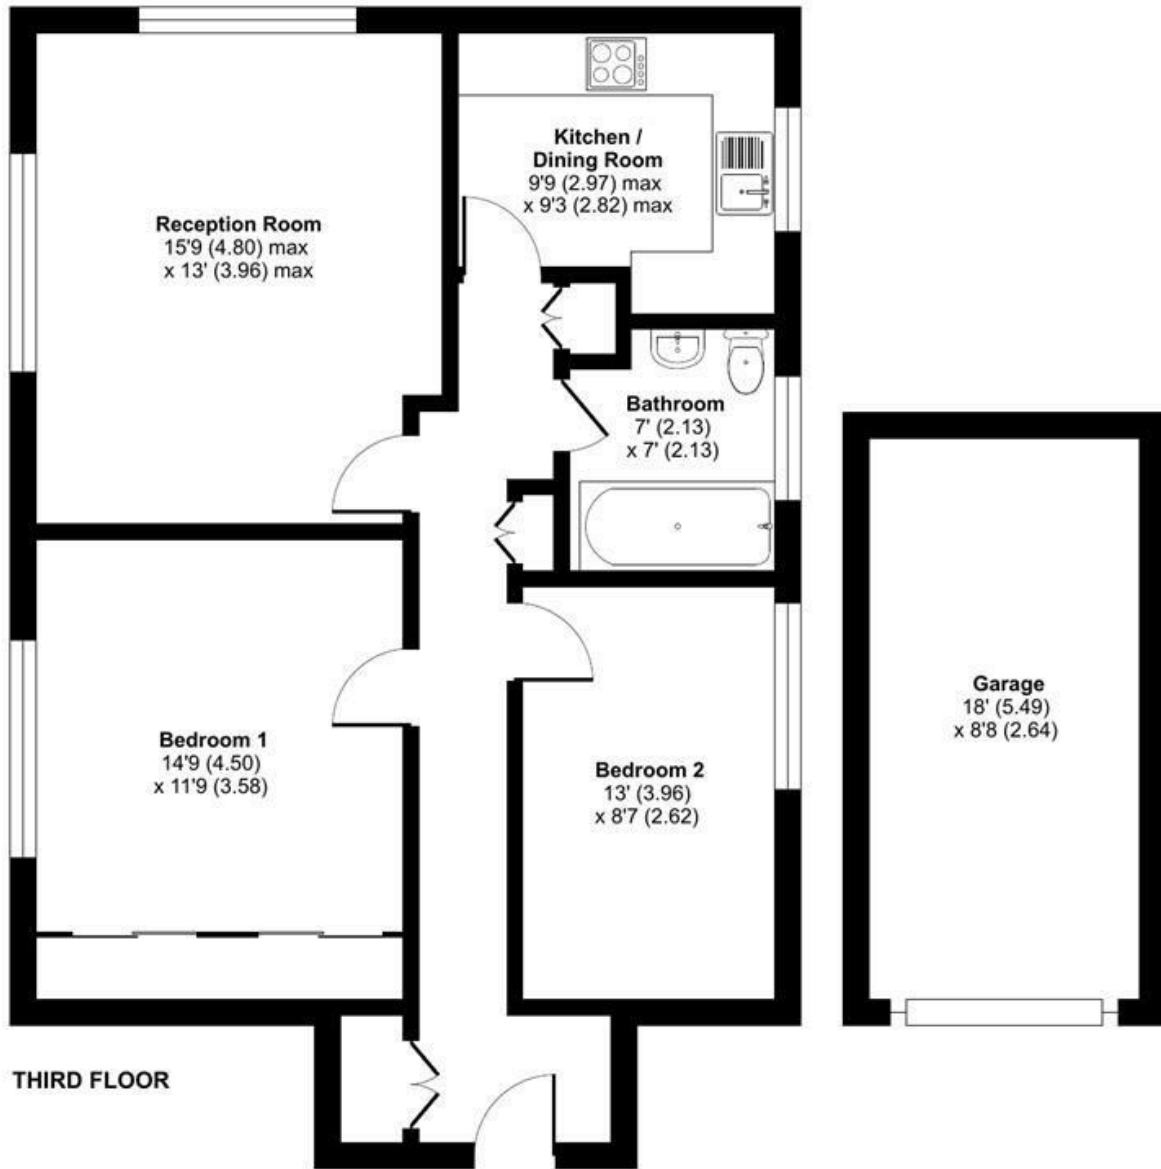 Kitchen /
Dining Room
9'9 (2.97) max
x 9'3 (2.82) max
Reception Room
15'9 (4.80) max
x 13' (3.96) max
Bathroom
7' (2.13)
x 7' (2.13)
Garage
18' (5.49)
x 8'8 (2.64)
Bedroom 1
14'9 (4.50)
x 11'9 (3.58)
Bedroom 2
13' (3.96)
x 8'7 (2.62)
THIRD FLOOR